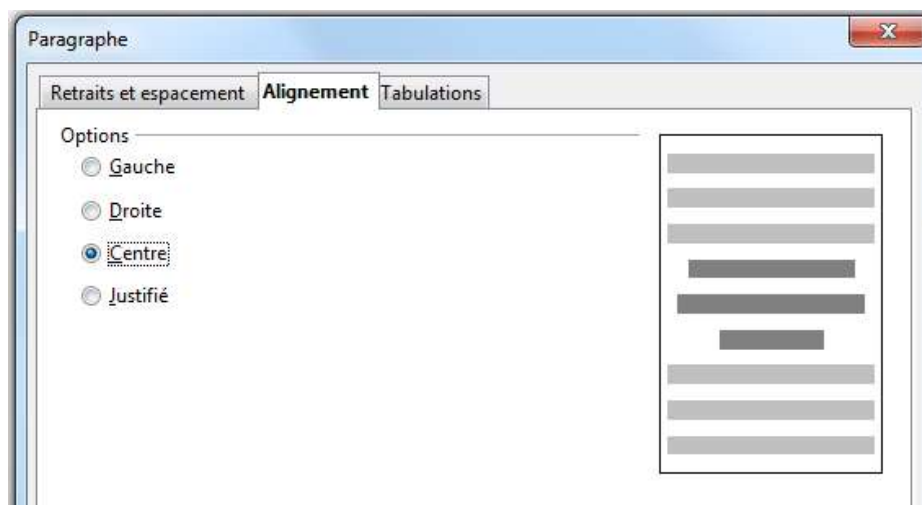 Paragraphe
Retraits et espacement Alignement Tabulations
Options
Gauche
Droite
Centre
Justifié